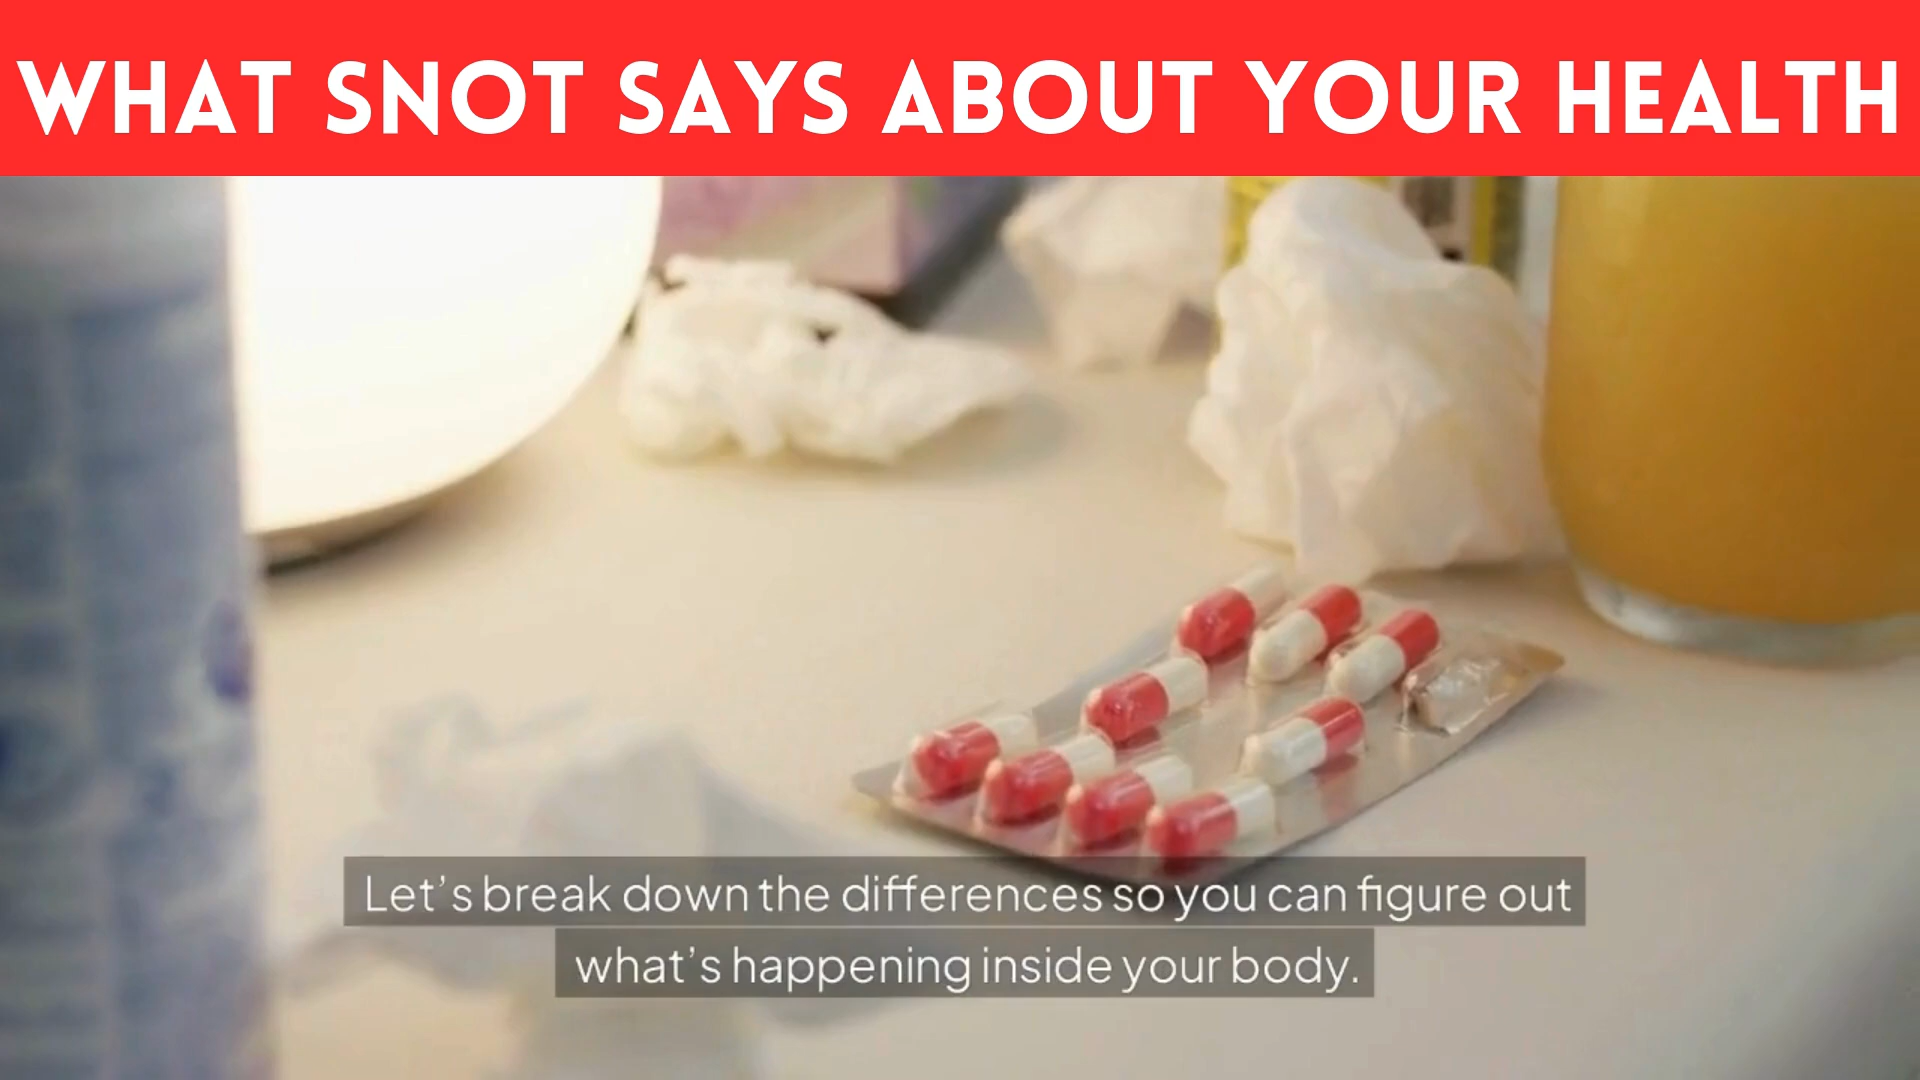 WHAT SNOT SAYS ABOUT YOUR HEALTH
Let's break down the differences so you can figure out
what's happening inside your body.